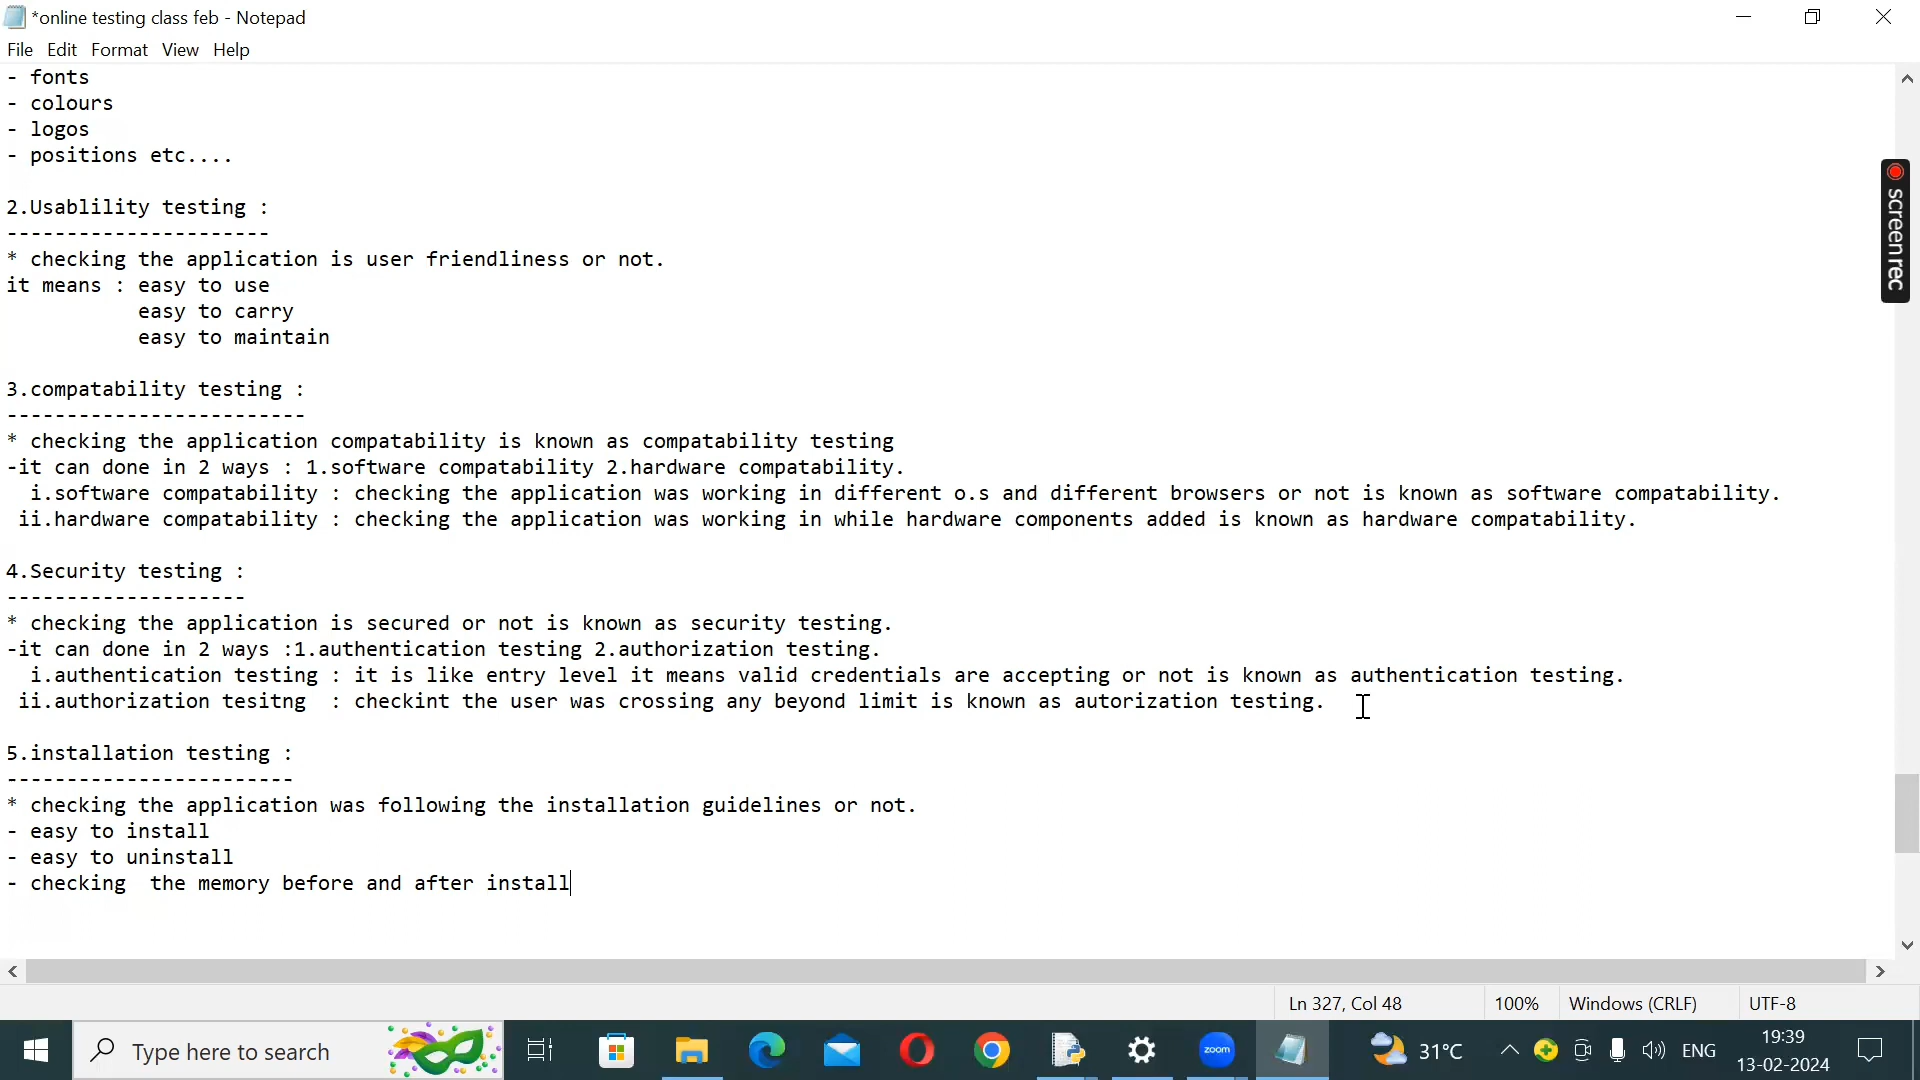 *online testing class feb - Notepad
File Edit Format View Help
- fonts
- colours
- logos
- positions etc....
2.Usablility testing :
----------------------
* checking the application is user friendliness or not.
it means : easy to use
easy to carry
easy to maintain
3.compatability testing :
-------------------------
* checking the application compatability is known as compatability testing
-it can done in 2 ways : 1.software compatability 2.hardware compatability.
i.software compatability : checking the application was working in different o.s and different browsers or not is known as software compatability.
ii.hardware compatability : checking the application was working in while hardware components added is known as hardware compatability.
4.Security testing :
--------------------
* checking the application is secured or not is known as security testing.
-it can done in 2 ways :1.authentication testing 2.authorization testing.
i.authentication testing : it is like entry level it means valid credentials are accepting or not is known as authentication testing.
ii.authorization tesitng  : checkint the user was crossing any beyond limit is known as autorization testing.
5.installation testing :
------------------------
* checking the application was following the installation guidelines or not.
- easy to install
- easy to uninstall
- checking  the memory before and after install
screenrec
Ln 327, Col 48
100%
Windows (CRLF)
UTF-8
Type here to search
zoom
31°C
ENG
19:39
13-02-2024